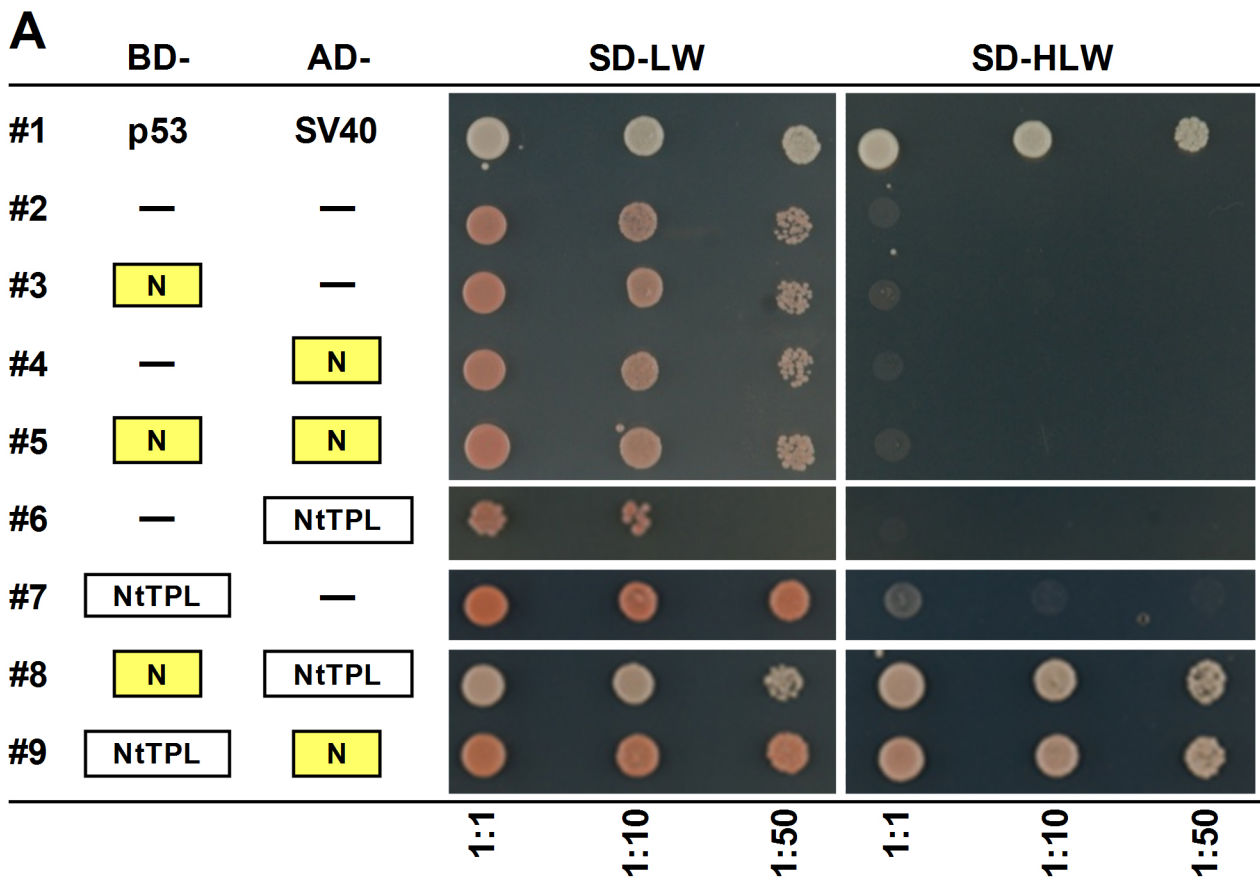 A
BD- AD- SD-LW SD-HLW
#1 p53 SV40
#2 — —
#3 N —
#4 — N
#5 N N
#6 — NtTPL
#7 NtTPL —
#8 N NtTPL
#9 NtTPL N
1:1 1:10 1:50 1:1 1:10 1:50